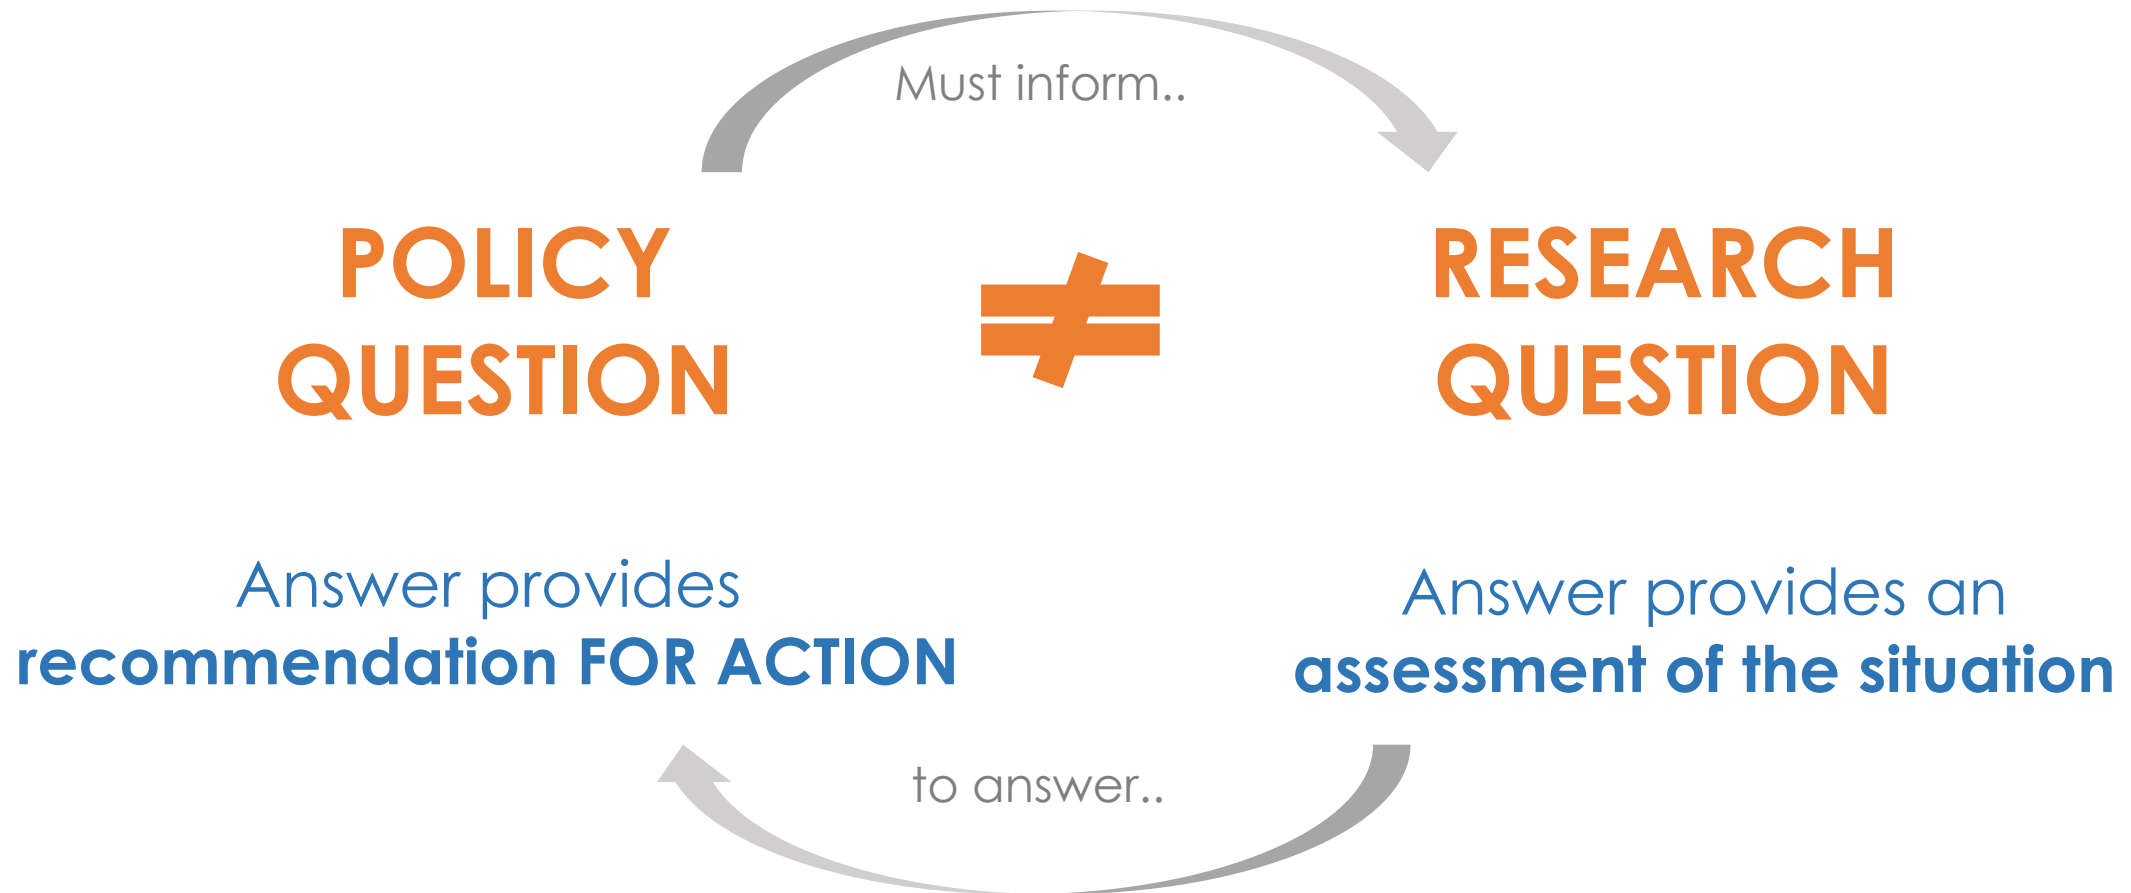 Must inform..
POLICY
QUESTION
≠
RESEARCH
QUESTION
Answer provides
recommendation FOR ACTION
Answer provides an
assessment of the situation
to answer..